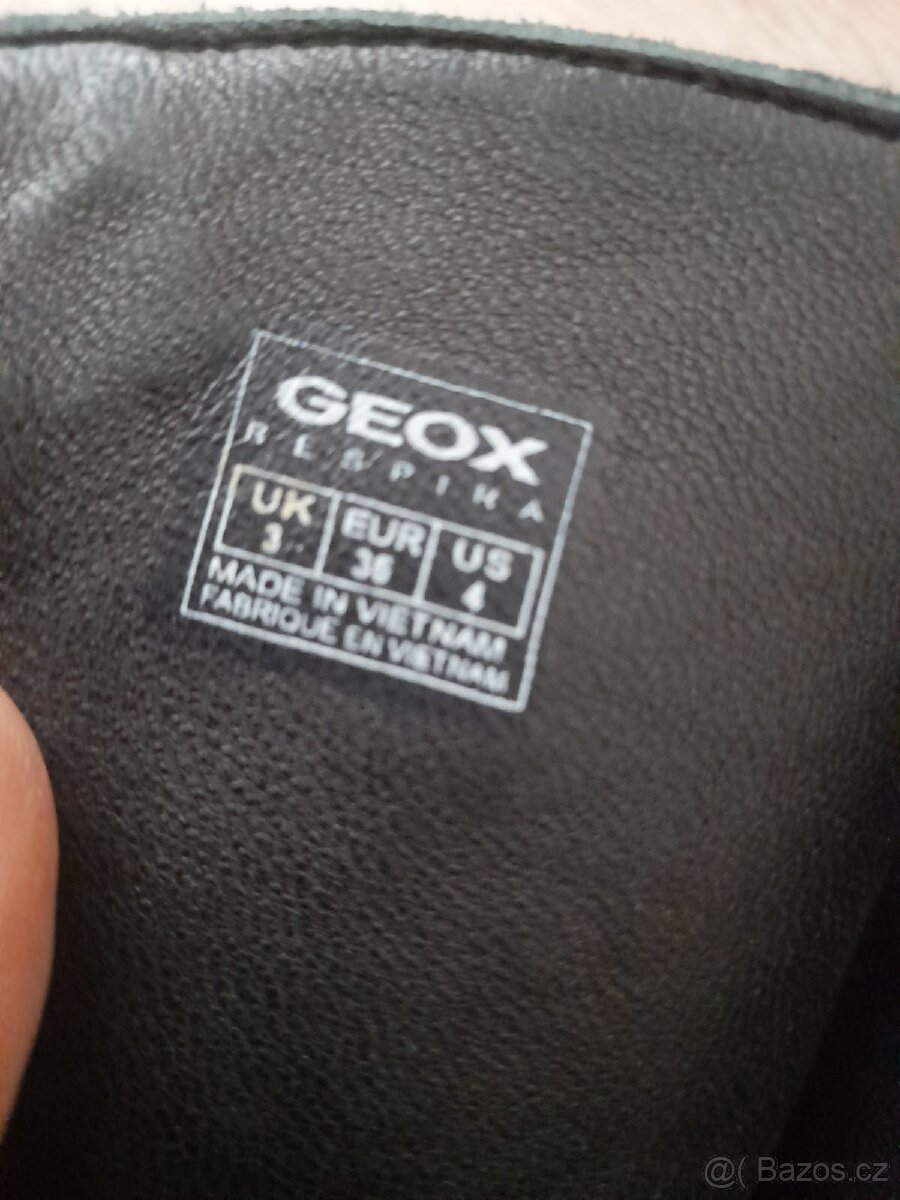 GEOX
RESPIRA
UK EUR US
3 36 4
MADE IN VIETNAM
FABRIQUE EN VIETNAM
@( Bazos.cz